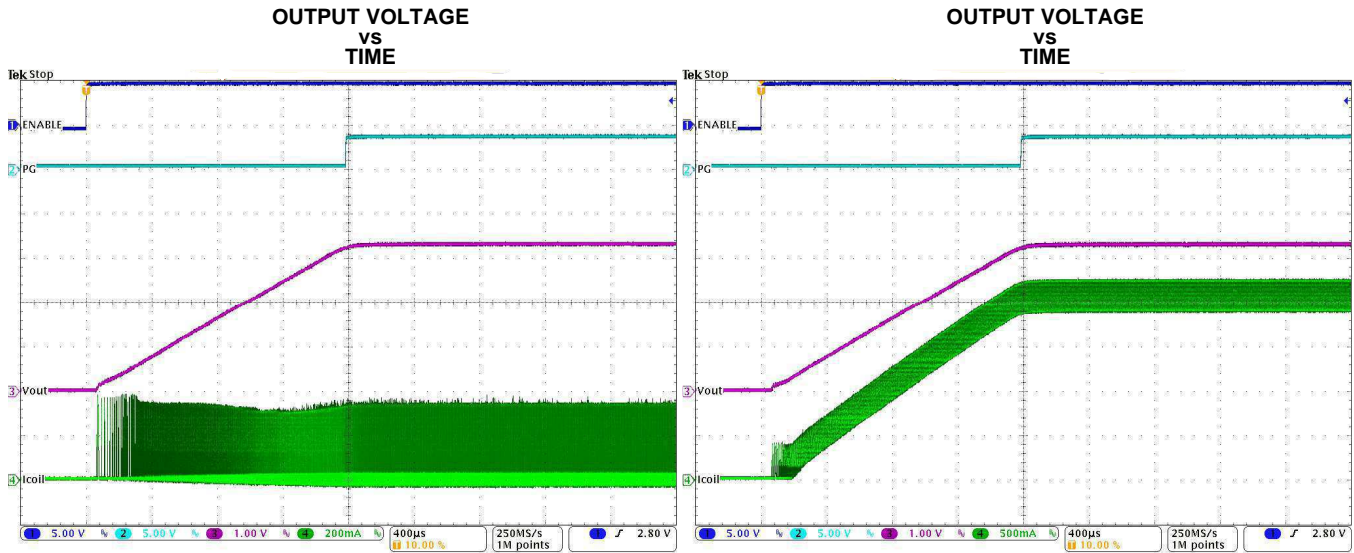 OUTPUT VOLTAGE
vs
TIME
Tek Stop
T
1 ENABLE
2 PG
3 Vout
4 Icoil
1 5.00 V 2 5.00 V 3 1.00 V 4 200mA
400µs
T 10.00 %
250MS/s
1M points
1 2.80 V
OUTPUT VOLTAGE
vs
TIME
Tek Stop
T
1 ENABLE
2 PG
3 Vout
4 Icoil
1 5.00 V 2 5.00 V 3 1.00 V 4 500mA
400µs
T 10.00 %
250MS/s
1M points
1 2.80 V